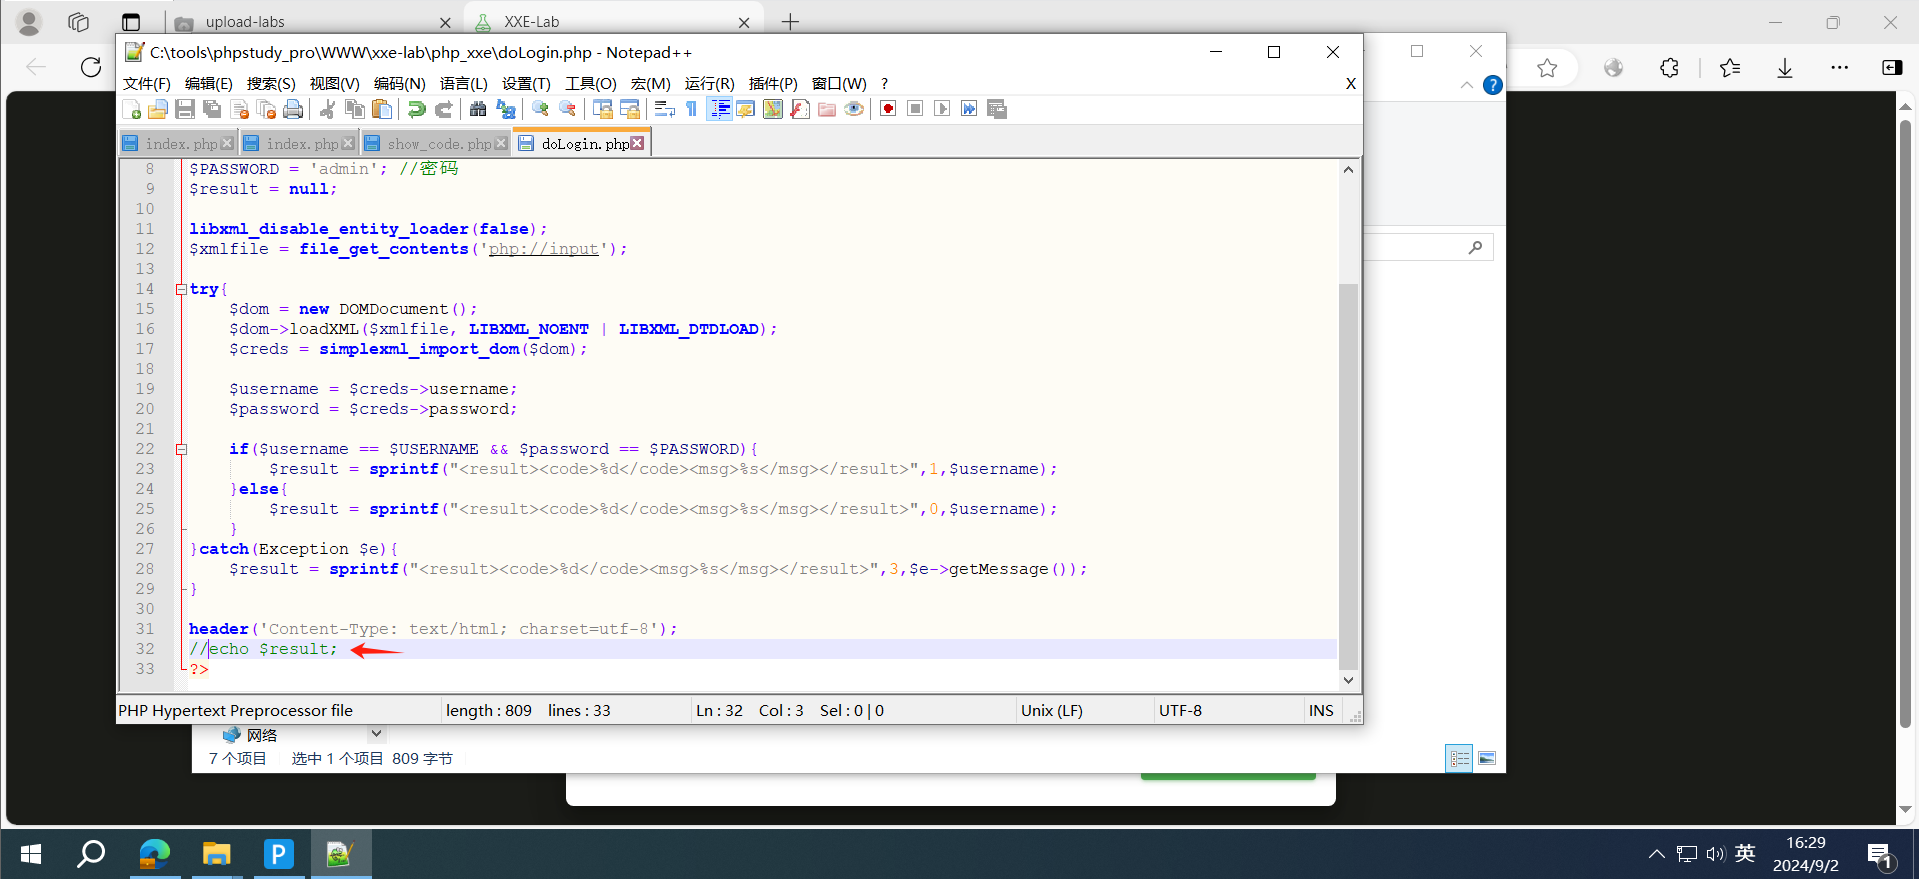 upload-labs
XXE-Lab
C:\tools\phpstudy_pro\WWW\xxe-lab\php_xxe\doLogin.php - Notepad++
文件(F) 编辑(E) 搜索(S) 视图(V) 编码(N) 语言(L) 设置(T) 工具(O) 宏(M) 运行(R) 插件(P) 窗口(W) ? X
index.php index.php show_code.php doLogin.php
8 $PASSWORD = 'admin'; //密码
9 $result = null;
10
11 libxml_disable_entity_loader(false);
12 $xmlfile = file_get_contents('php://input');
13
14 try{
15 $dom = new DOMDocument();
16 $dom->loadXML($xmlfile, LIBXML_NOENT | LIBXML_DTDLOAD);
17 $creds = simplexml_import_dom($dom);
18
19 $username = $creds->username;
20 $password = $creds->password;
21
22 if($username == $USERNAME && $password == $PASSWORD){
23 $result = sprintf("<result><code>%d</code><msg>%s</msg></result>",1,$username);
24 }else{
25 $result = sprintf("<result><code>%d</code><msg>%s</msg></result>",0,$username);
26 }
27 }catch(Exception $e){
28 $result = sprintf("<result><code>%d</code><msg>%s</msg></result>",3,$e->getMessage());
29 }
30
31 header('Content-Type: text/html; charset=utf-8');
32 //echo $result;
33 ?>
PHP Hypertext Preprocessor file length : 809 lines : 33 Ln : 32 Col : 3 Sel : 0 | 0 Unix (LF) UTF-8 INS
网络
7 个项目 选中 1 个项目 809 字节
英
16:29
2024/9/2
1